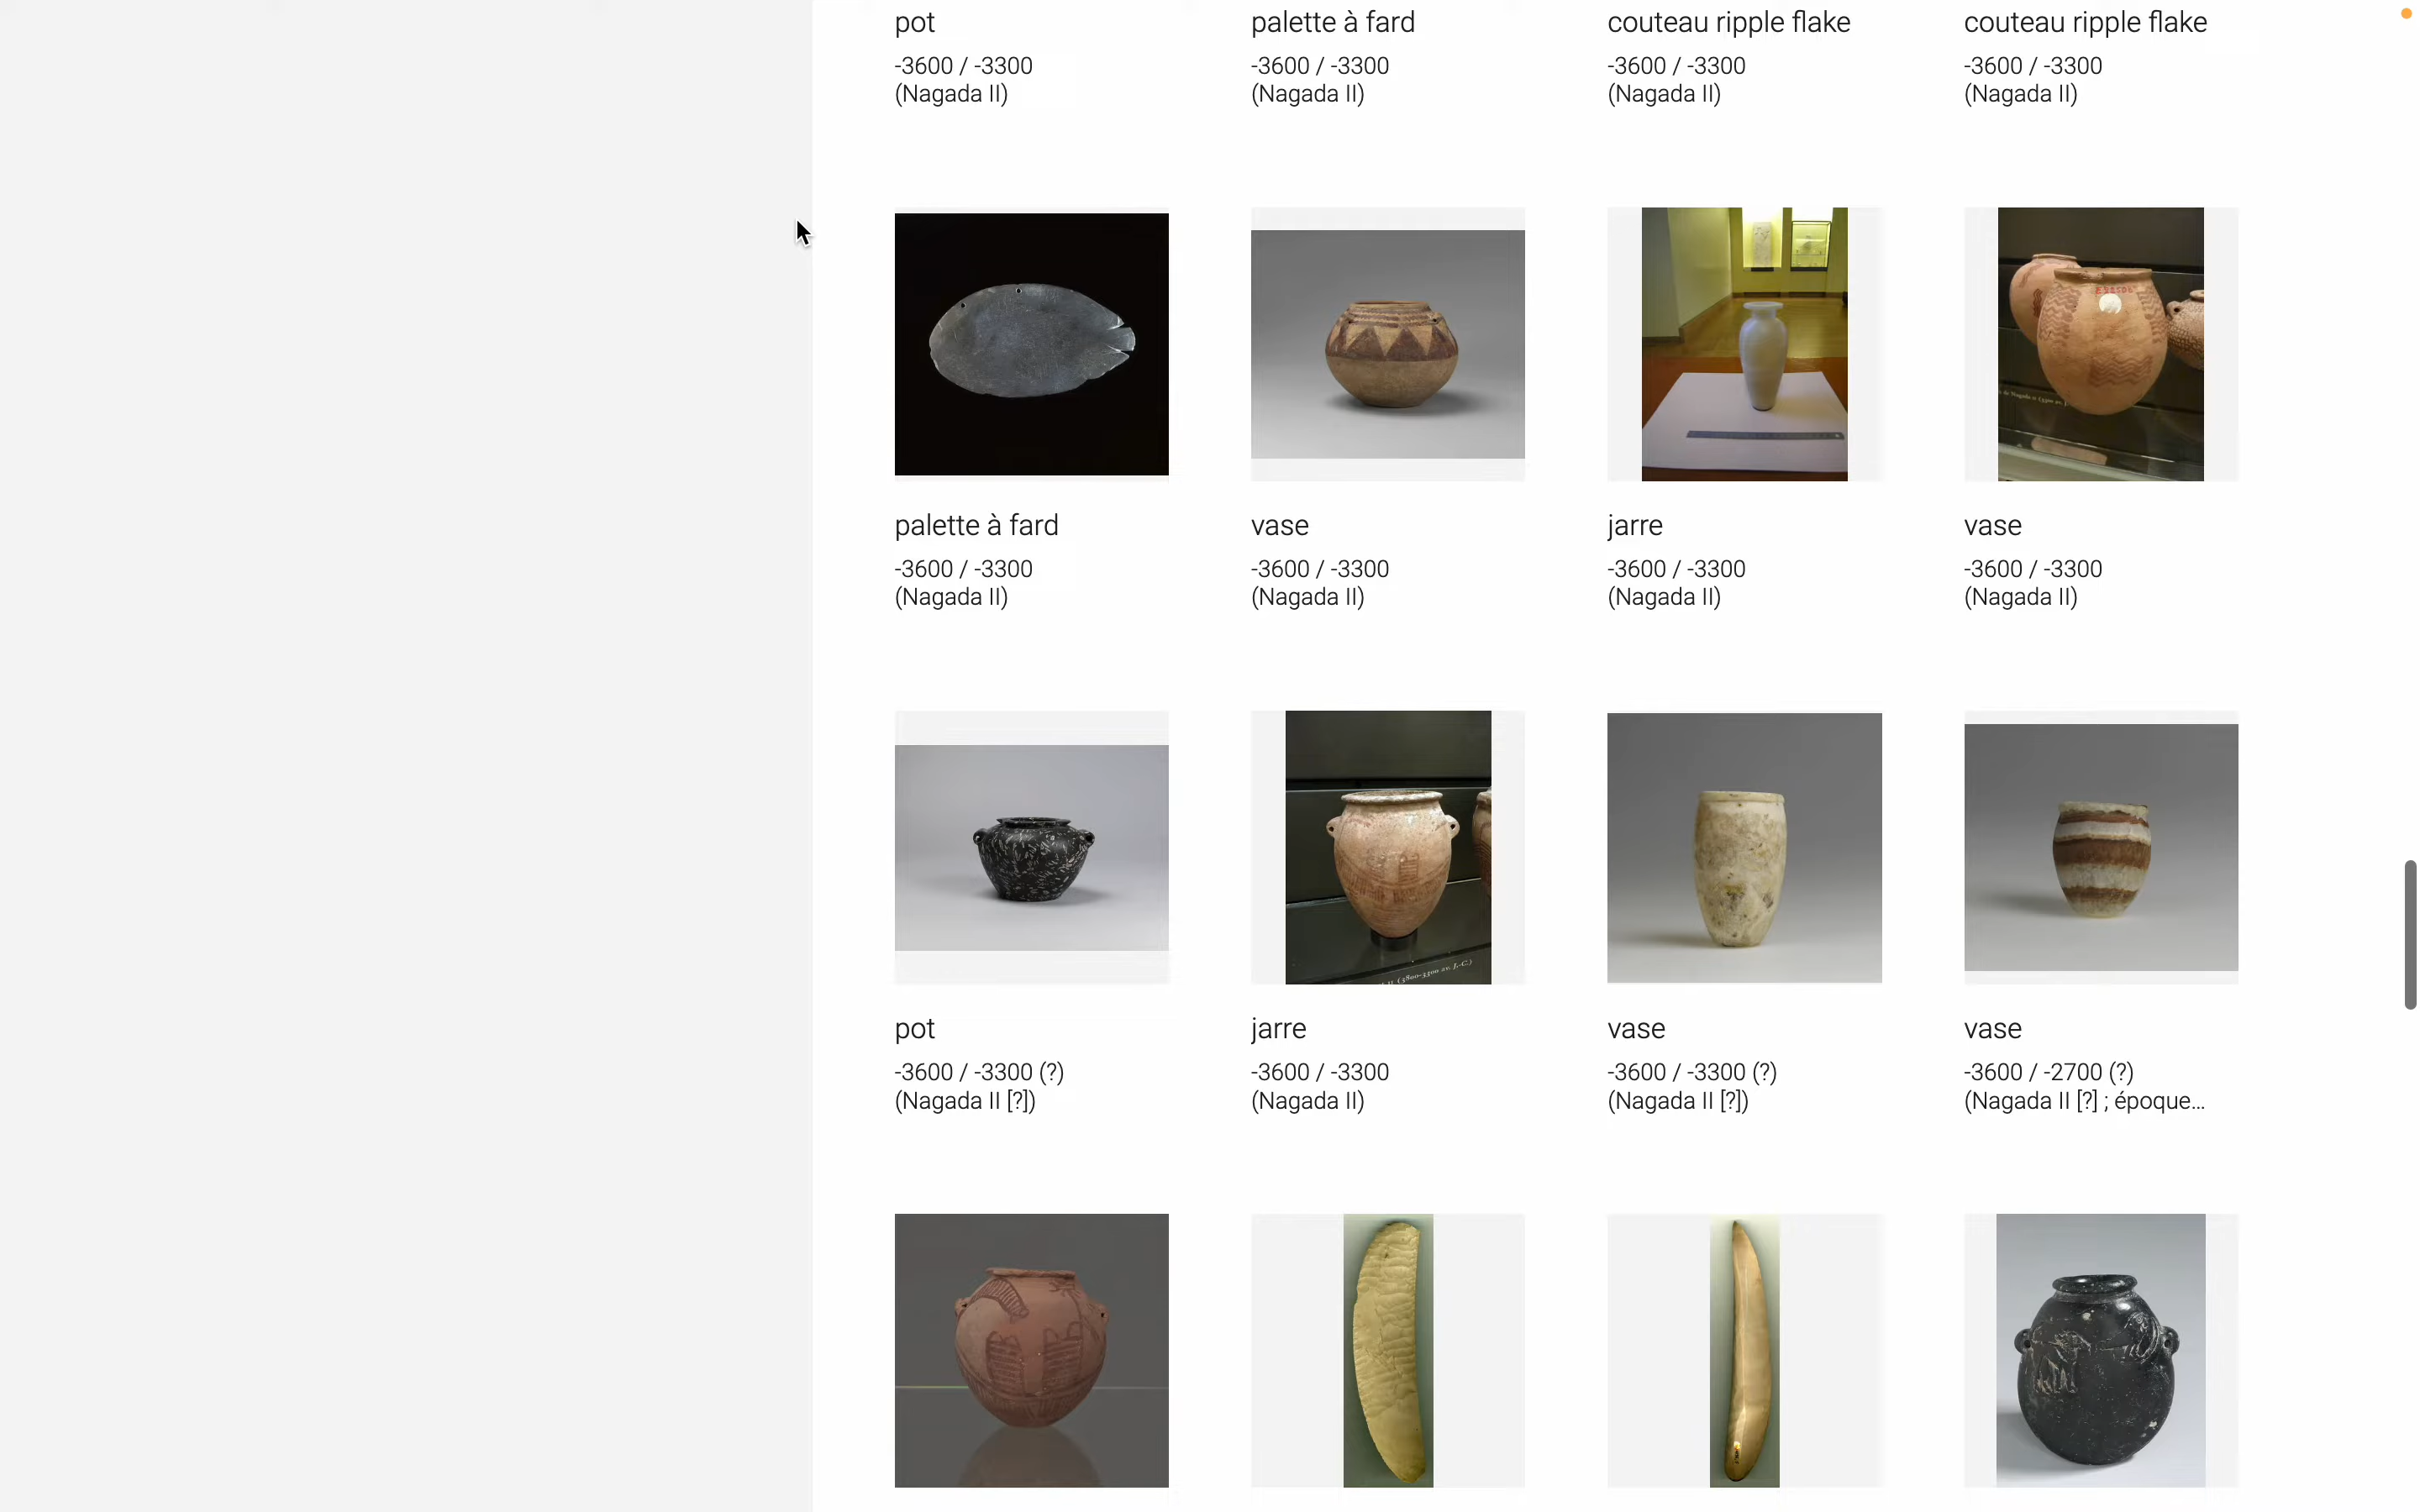 pot
palette à fard
couteau ripple flake
couteau ripple flake
-3600 / -3300
(Nagada II)
-3600 / -3300
(Nagada II)
-3600 / -3300
(Nagada II)
-3600 / -3300
(Nagada II)
palette à fard
-3600 / -3300
(Nagada II)
vase
-3600 / -3300
(Nagada II)
jarre
-3600 / -3300
(Nagada II)
vase
-3600 / -3300
(Nagada II)
pot
-3600 / -3300 (?)
(Nagada II [?])
(3800-3300 av. J.-C.)
jarre
-3600 / -3300
(Nagada II)
vase
-3600 / -3300 (?)
(Nagada II [?])
vase
-3600 / -2700 (?)
(Nagada II [?] ; époque...